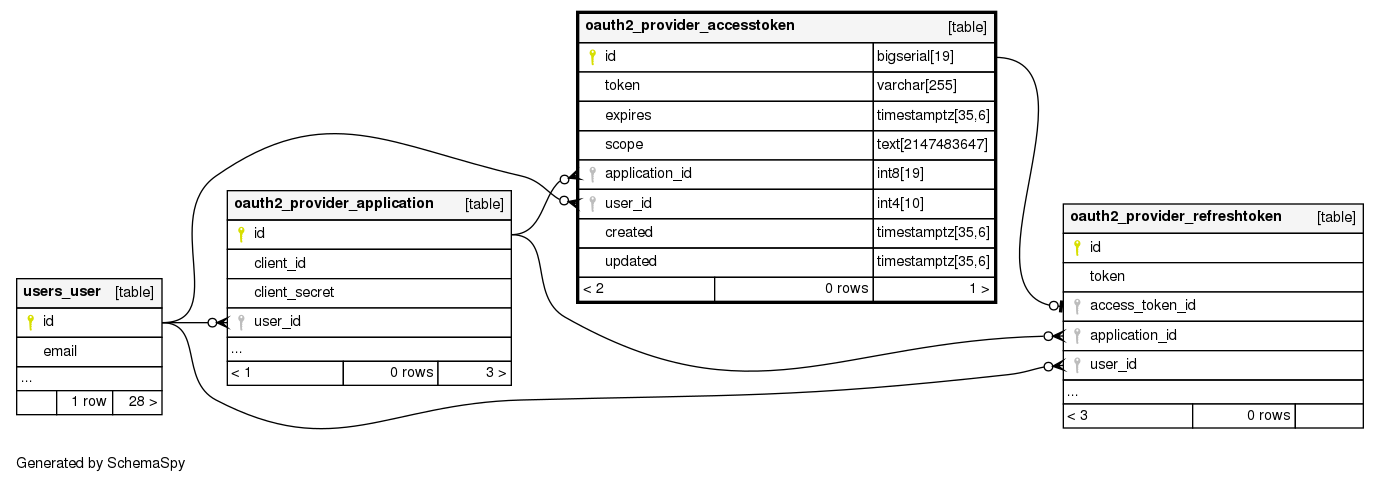 oauth2_provider_accesstoken [table]
id bigserial[19]
token varchar[255]
expires timestamptz[35,6]
scope text[2147483647]
application_id int8[19]
user_id int4[10]
created timestamptz[35,6]
updated timestamptz[35,6]
< 2 0 rows 1 >
oauth2_provider_application [table]
id
client_id
client_secret
user_id
...
< 1 0 rows 3 >
oauth2_provider_refreshtoken [table]
id
token
access_token_id
application_id
user_id
...
< 3 0 rows
users_user [table]
id
email
...
1 row 28 >
Generated by SchemaSpy